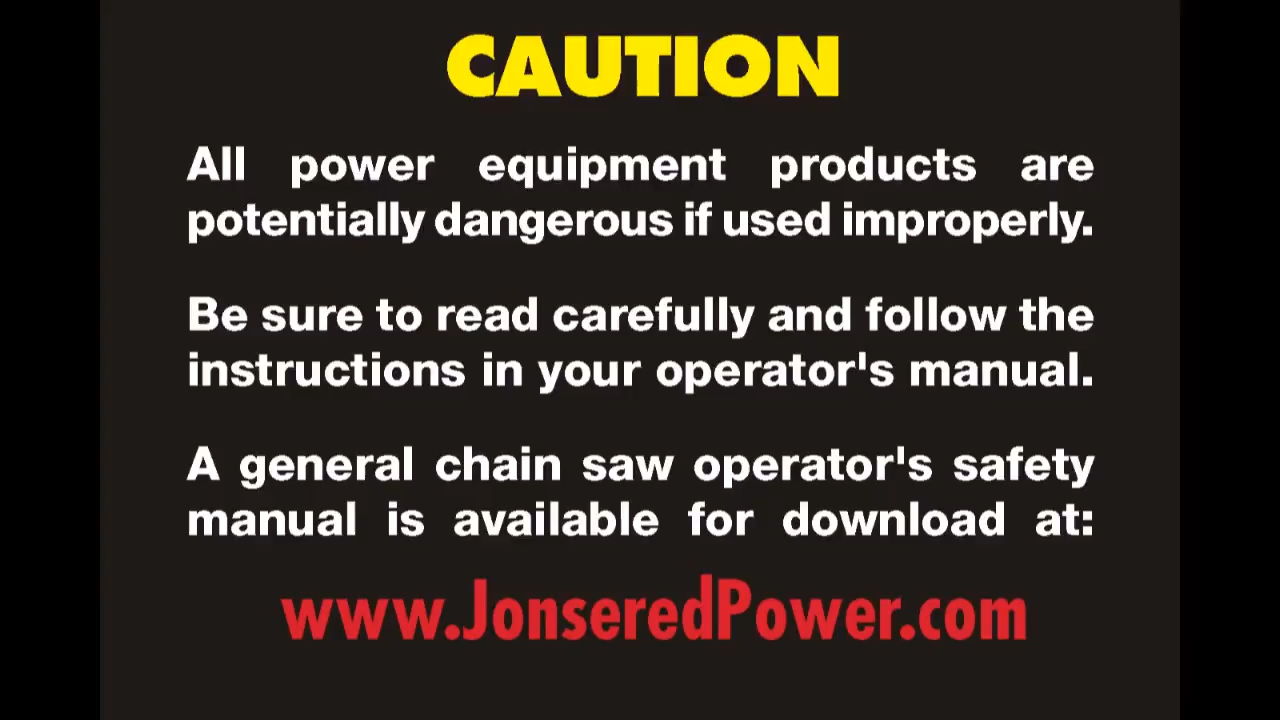 CAUTION
All power equipment products are
potentially dangerous if used improperly.
Be sure to read carefully and follow the
instructions in your operator's manual.
A general chain saw operator's safety
manual is available for download at:
www.JonseredPower.com